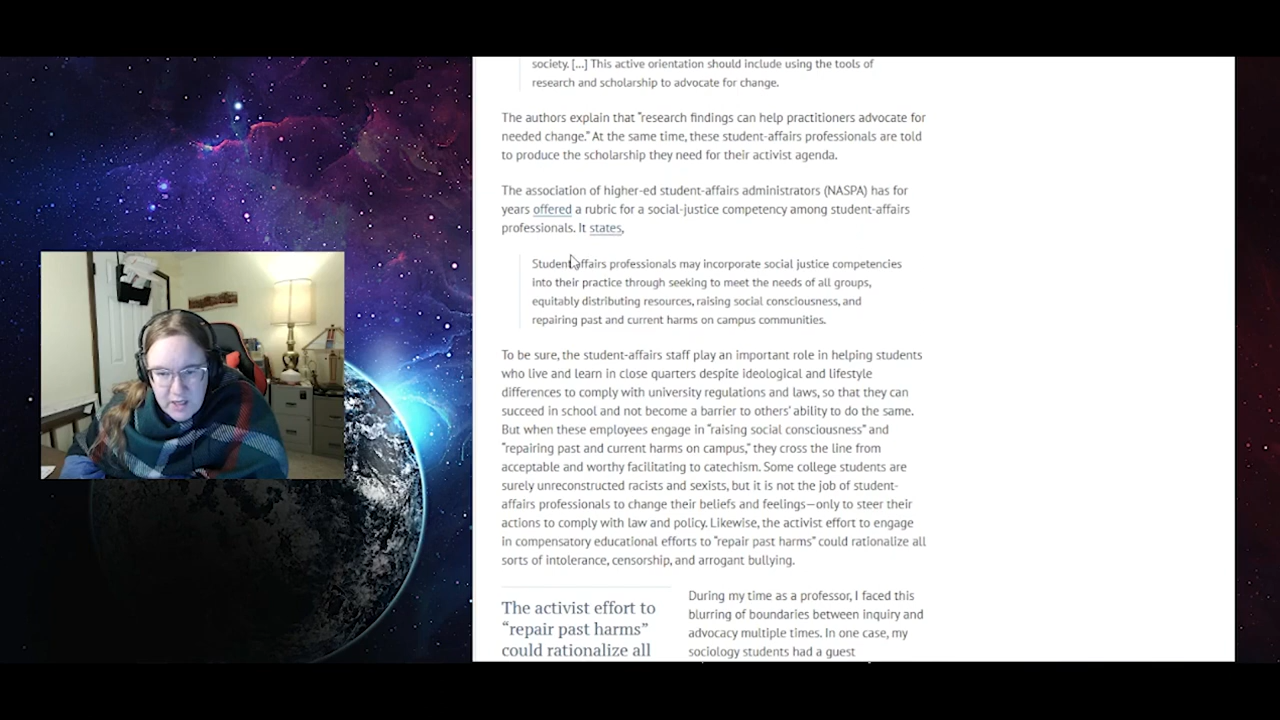 society. [...] This active orientation should include using the tools of
research and scholarship to advocate for change.
The authors explain that "research findings can help practitioners advocate for
needed change." At the same time, these student-affairs professionals are told
to produce the scholarship they need for their activist agenda.
The association of higher-ed student-affairs administrators (NASPA) has for
years offered a rubric for a social-justice competency among student-affairs
professionals. It states,
Student affairs professionals may incorporate social justice competencies
into their practice through seeking to meet the needs of all groups,
equitably distributing resources, raising social consciousness, and
repairing past and current harms on campus communities.
To be sure, the student-affairs staff play an important role in helping students
who live and learn in close quarters despite ideological and lifestyle
differences to comply with university regulations and laws, so that they can
succeed in school and not become a barrier to others' ability to do the same.
But when these employees engage in "raising social consciousness" and
"repairing past and current harms on campus," they cross the line from
acceptable and worthy facilitating to catechism. Some college students are
surely unreconstructed racists and sexists, but it is not the job of student-
affairs professionals to change their beliefs and feelings—only to steer their
actions to comply with law and policy. Likewise, the activist effort to engage
in compensatory educational efforts to "repair past harms" could rationalize all
sorts of intolerance, censorship, and arrogant bullying.
The activist effort to
"repair past harms"
could rationalize all
During my time as a professor, I faced this
blurring of boundaries between inquiry and
advocacy multiple times. In one case, my
sociology students had a guest